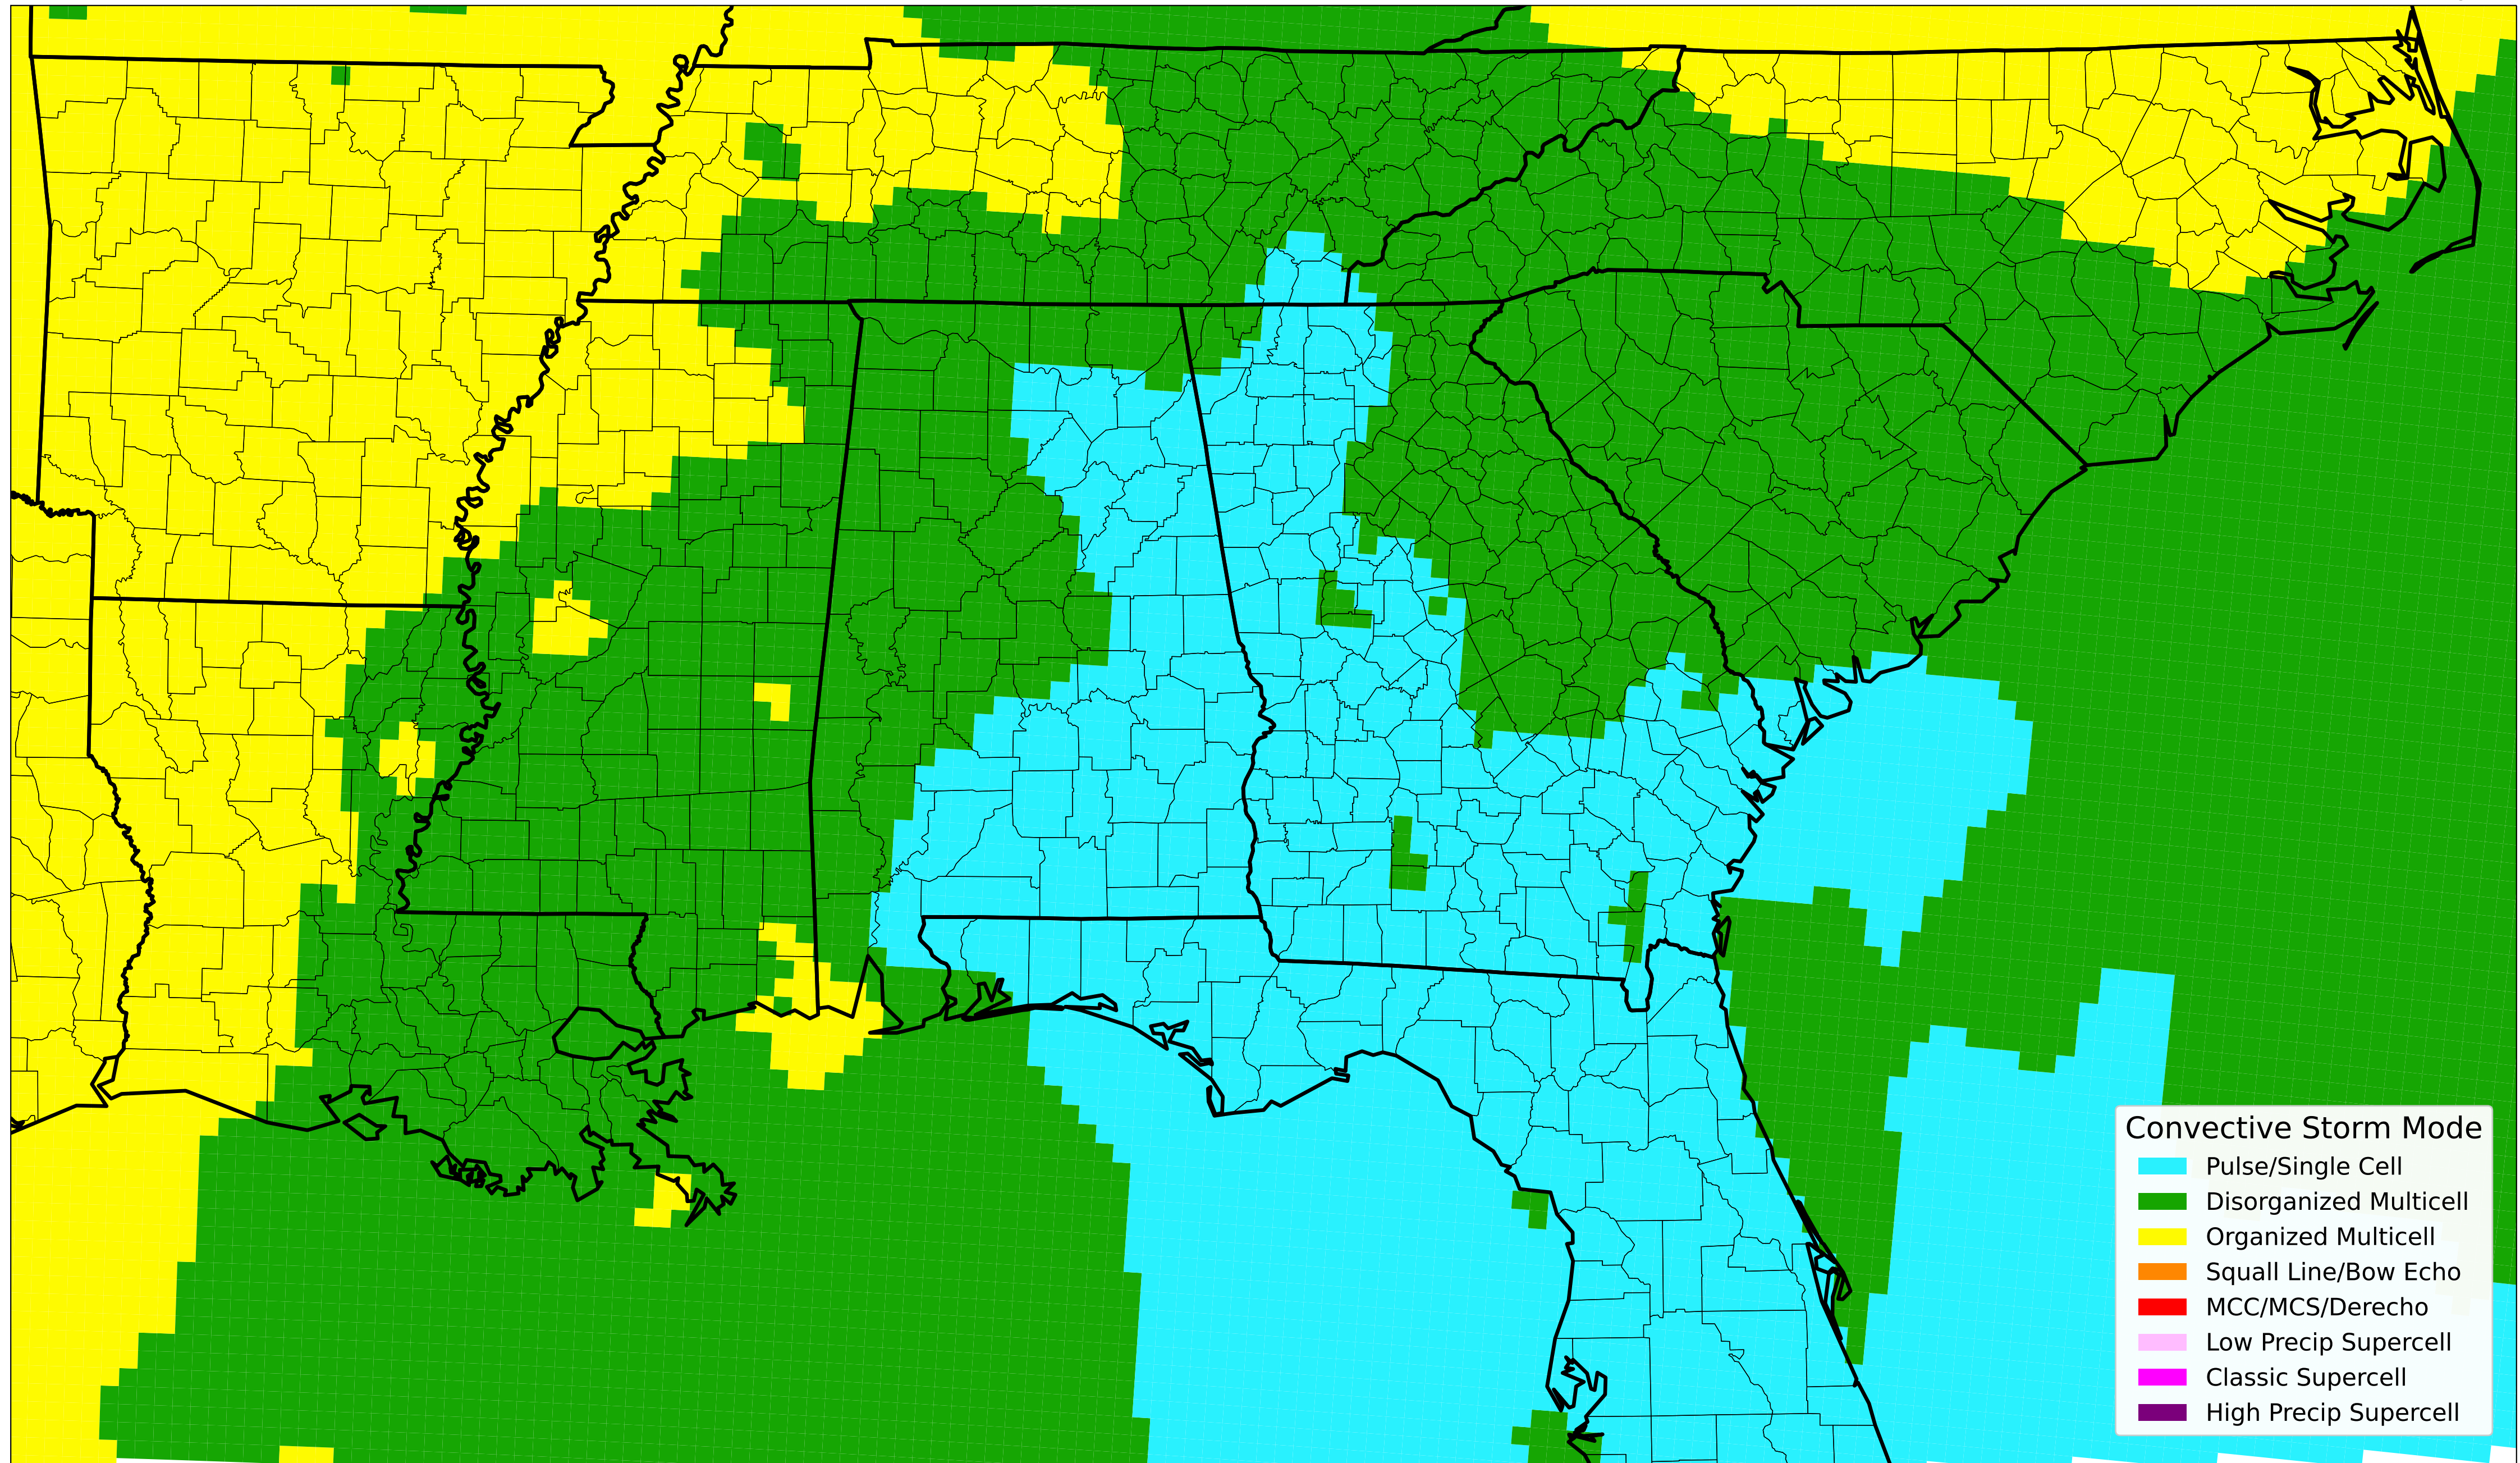 Convective Storm Mode
Pulse/Single Cell
Disorganized Multicell
Organized Multicell
Squall Line/Bow Echo
MCC/MCS/Derecho
Low Precip Supercell
Classic Supercell
High Precip Supercell